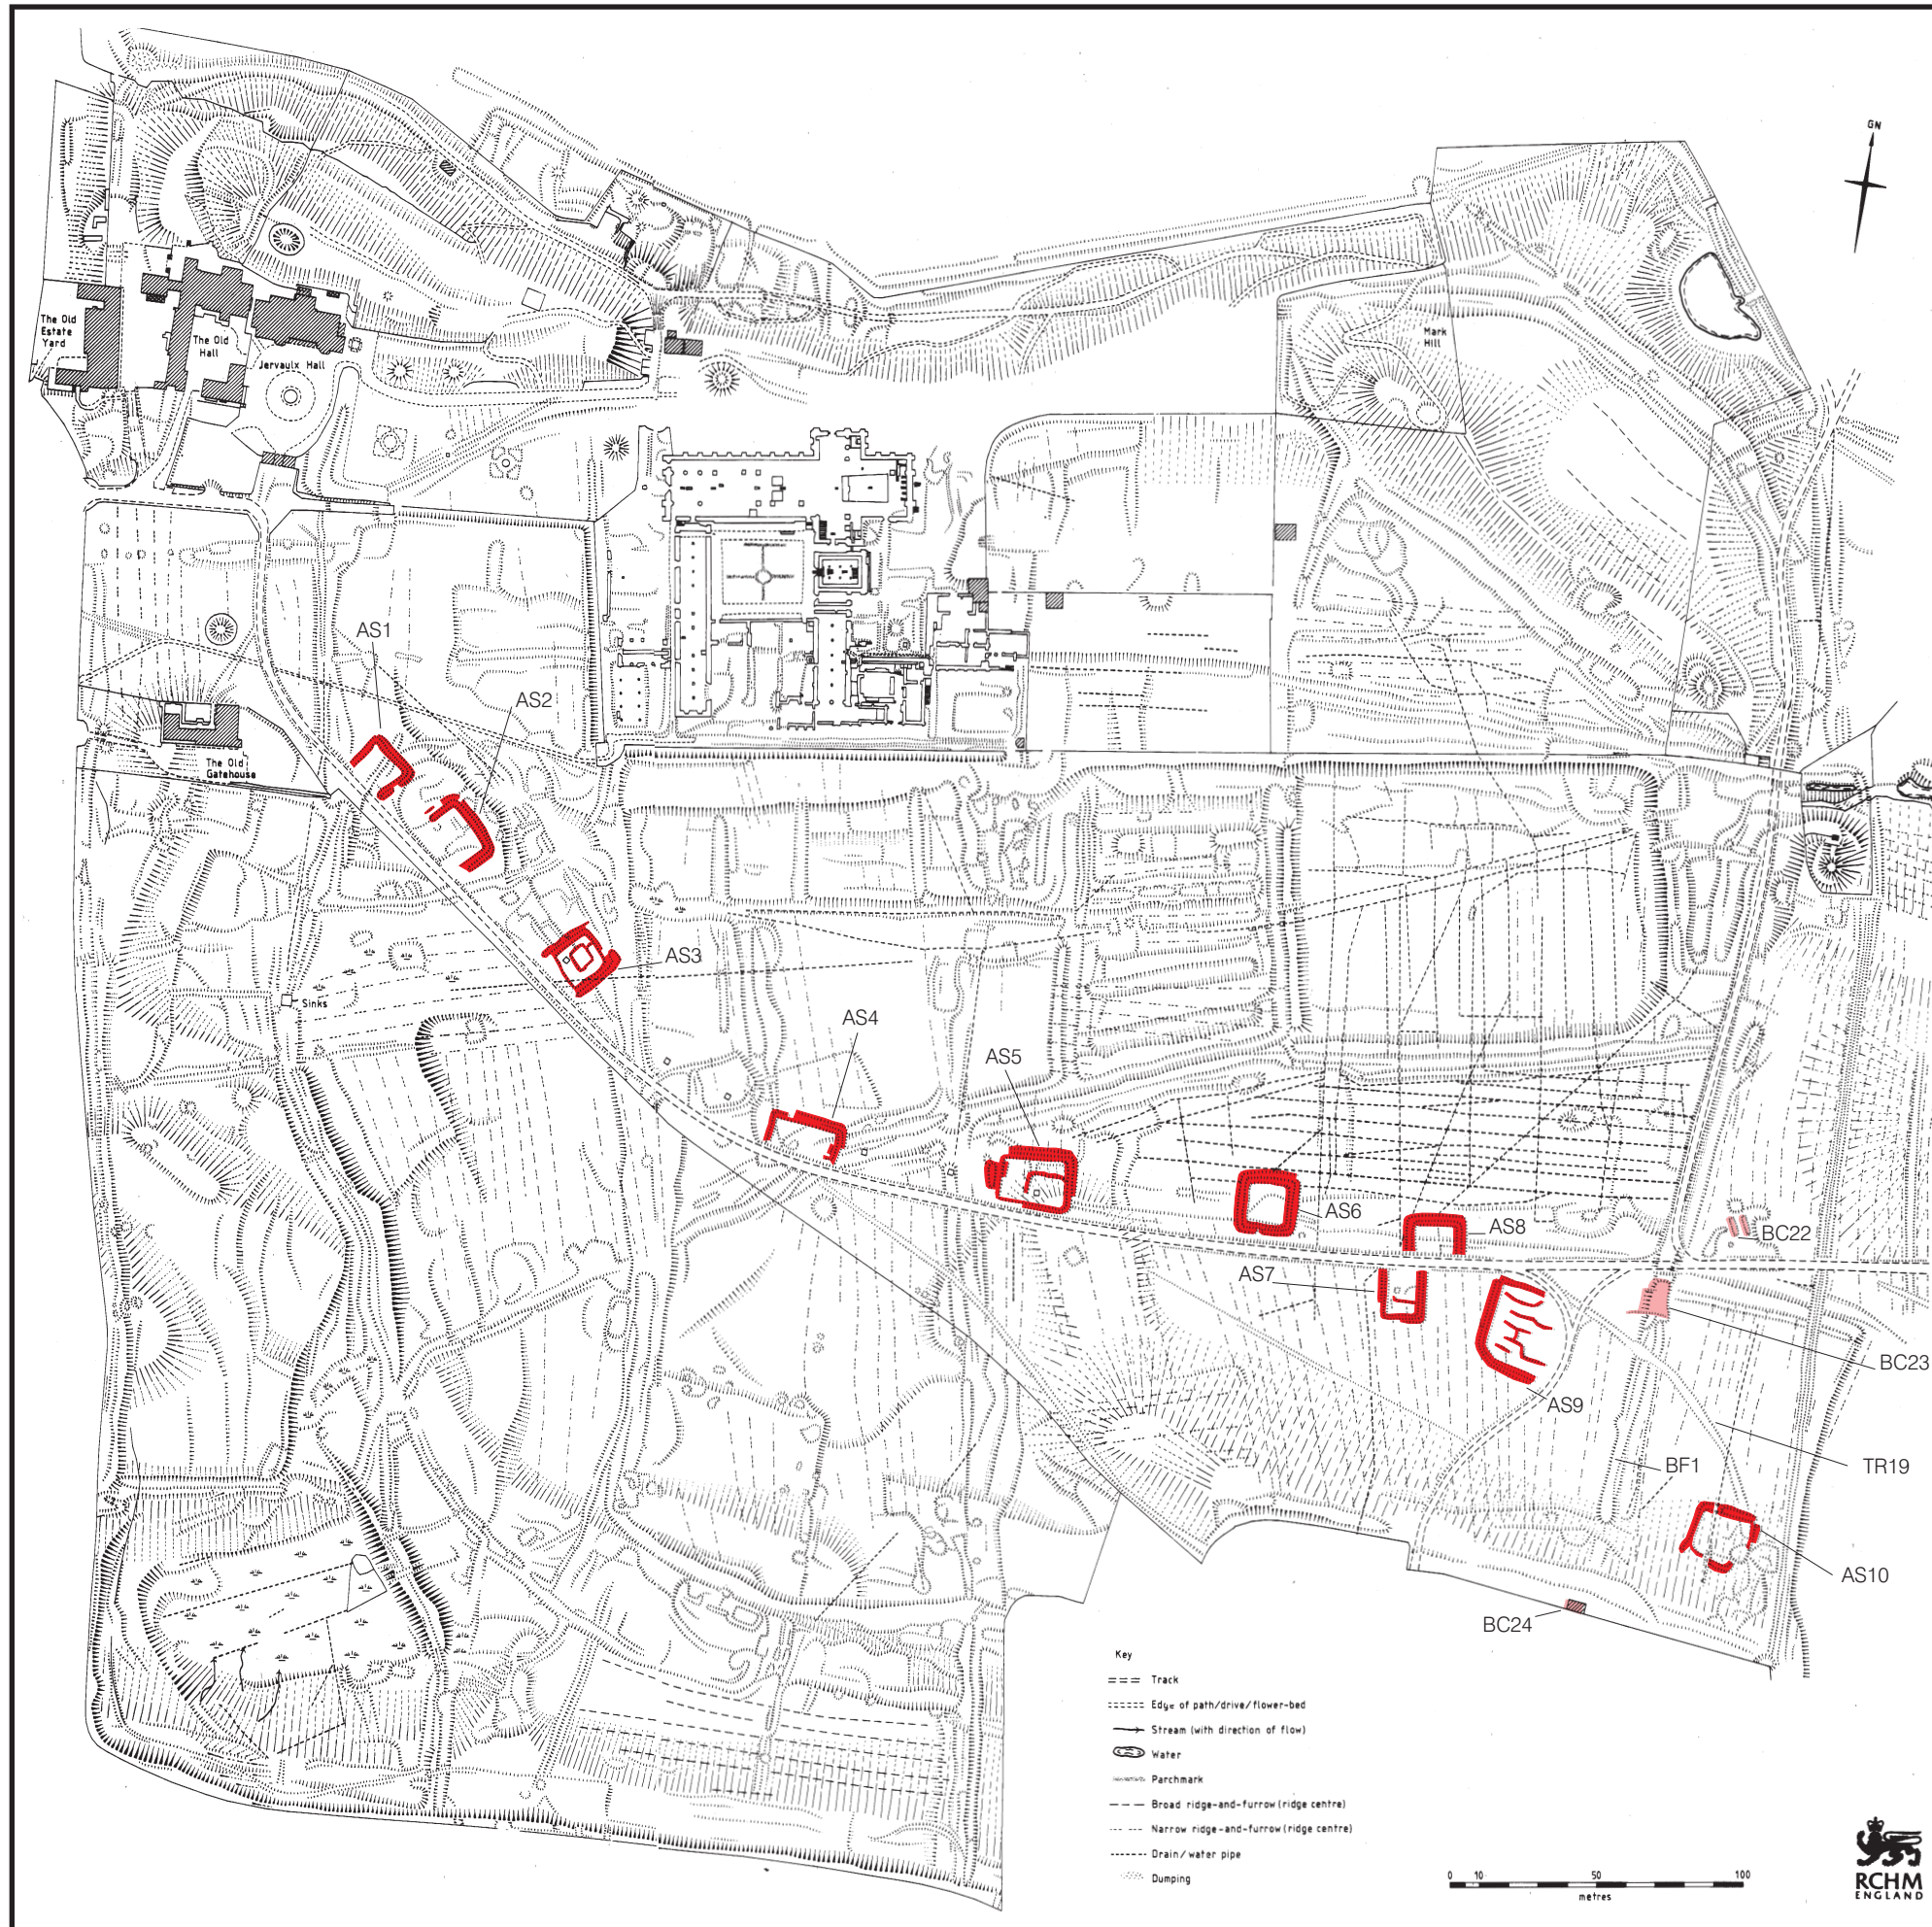 GN
The Old
Estate
Yard
The Old
Hall
Jervaulx Hall
Mark
Hill
AS1
AS2
The Old
Gatehouse
AS3
Sinks
AS4
AS5
AS6
AS8
BC22
AS7
BC23
AS9
BF1
TR19
AS10
BC24
Key
Track
Edge of path/drive/flower-bed
Stream (with direction of flow)
Water
Parchmark
Broad ridge-and-furrow (ridge centre)
Narrow ridge-and-furrow (ridge centre)
Drain/water pipe
Dumping
0 10 50 100
metres
RCHM
ENGLAND